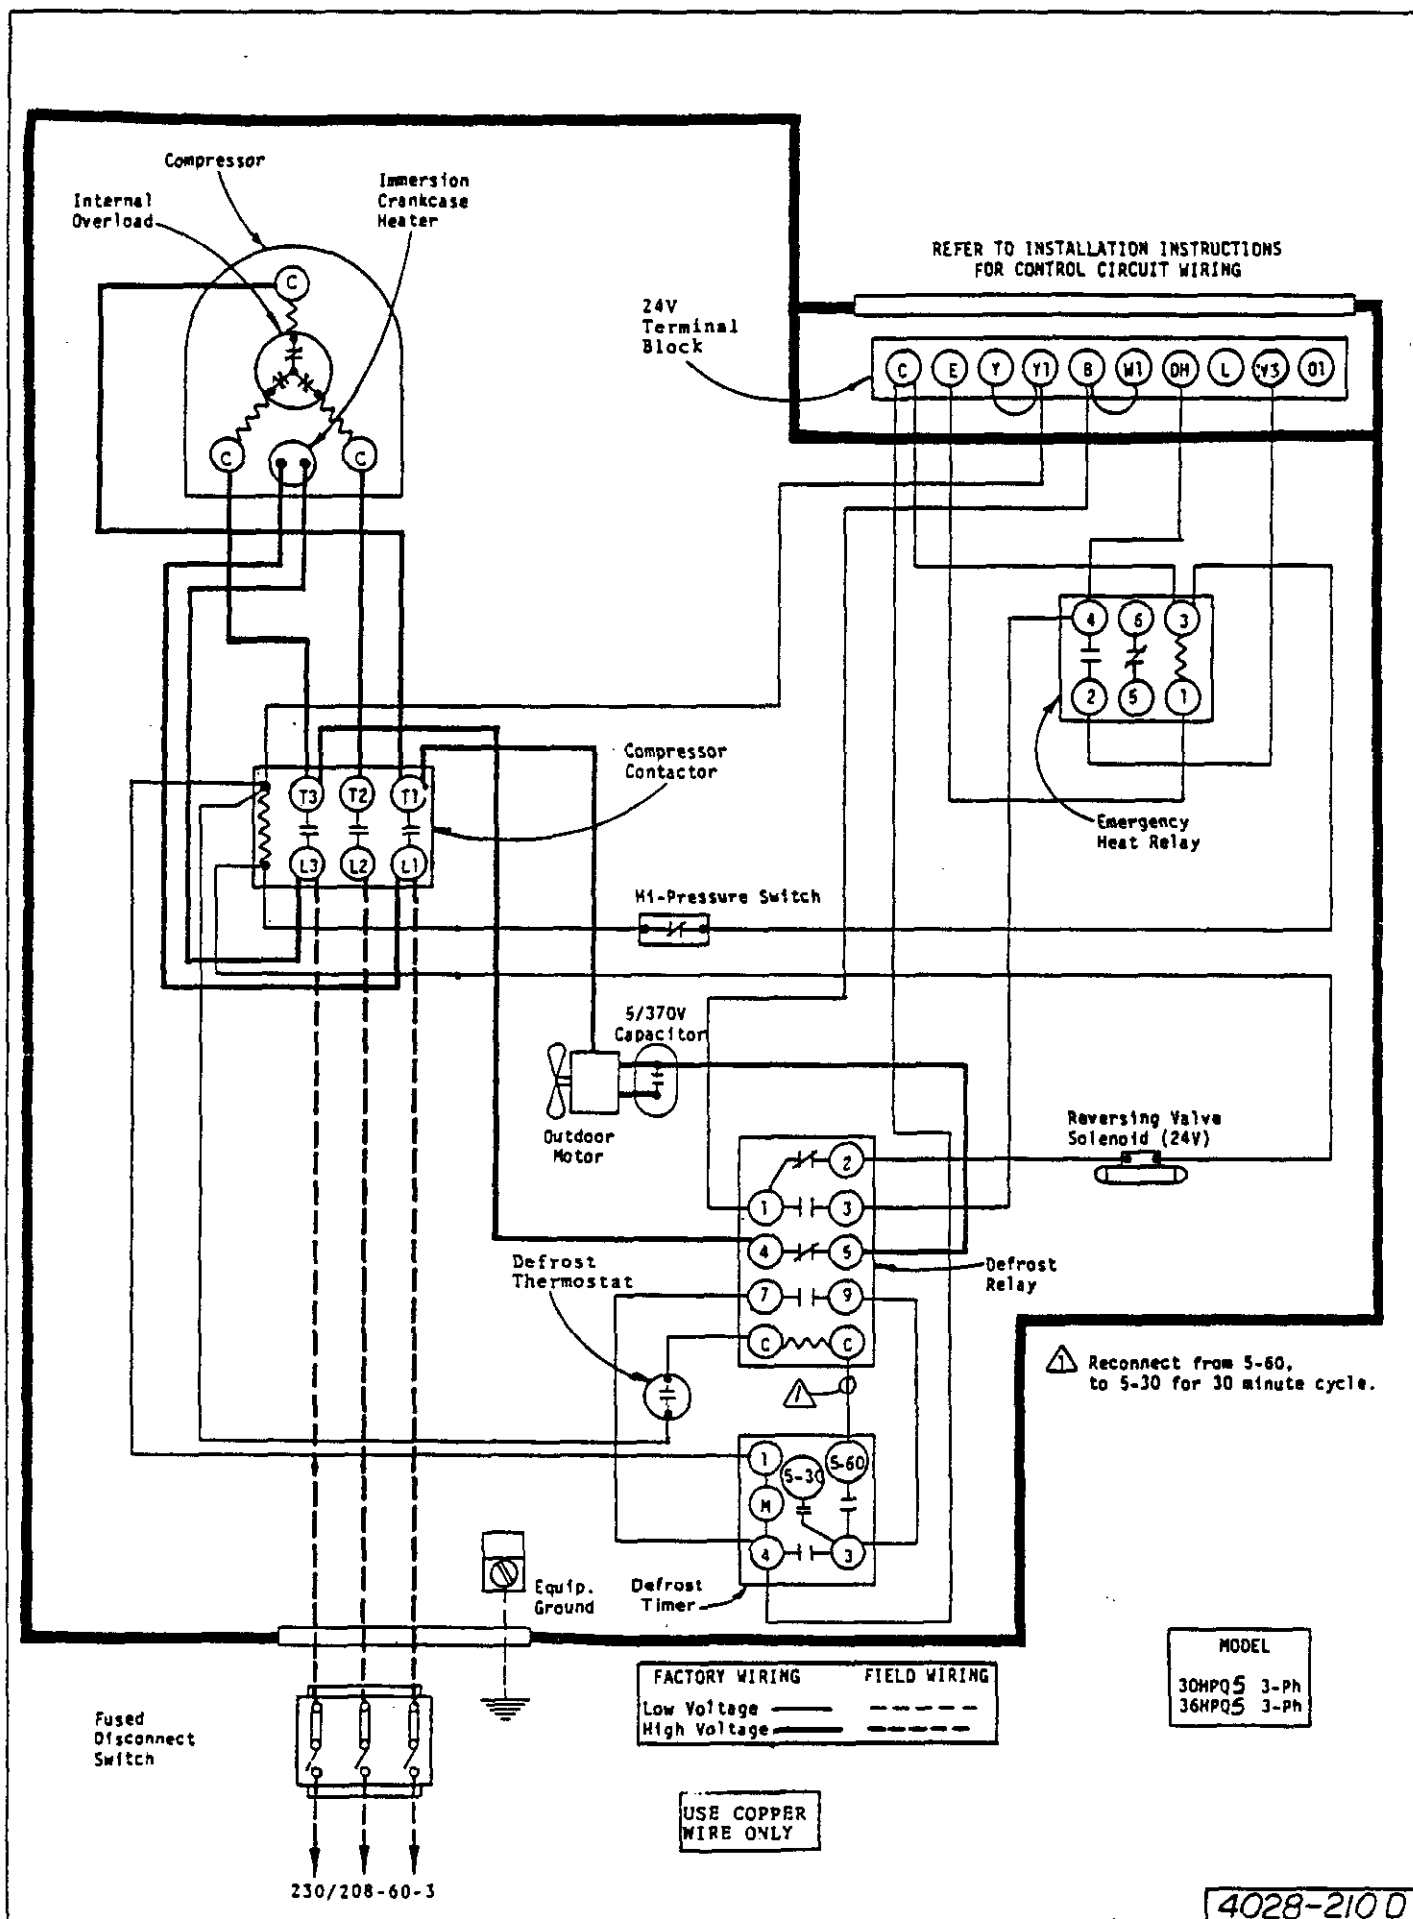 Compressor
Internal
Overload
Immersion
Crankcase
Heater
C
C
C
REFER TO INSTALLATION INSTRUCTIONS
FOR CONTROL CIRCUIT WIRING
24V
Terminal
Block
C E Y Y1 B W1 DH L W3 01
4 6 3
2 5 1
Emergency
Heat Relay
Compressor
Contactor
T3 T2 T1
L3 L2 L1
Hi-Pressure Switch
5/370V
Capacitor
Outdoor
Motor
Reversing Valve
Solenoid (24V)
2
1 3
4 5
7 9
C C
Defrost
Relay
Defrost
Thermostat
1 Reconnect from 5-60,
to 5-30 for 30 minute cycle.
1
1 5-30 5-60
M
4 3
Defrost
Timer
Equip.
Ground
FACTORY WIRING FIELD WIRING
Low Voltage
High Voltage
MODEL
30HPQ5 3-Ph
36HPQ5 3-Ph
Fused
Disconnect
Switch
USE COPPER
WIRE ONLY
230/208-60-3
4028-210 D